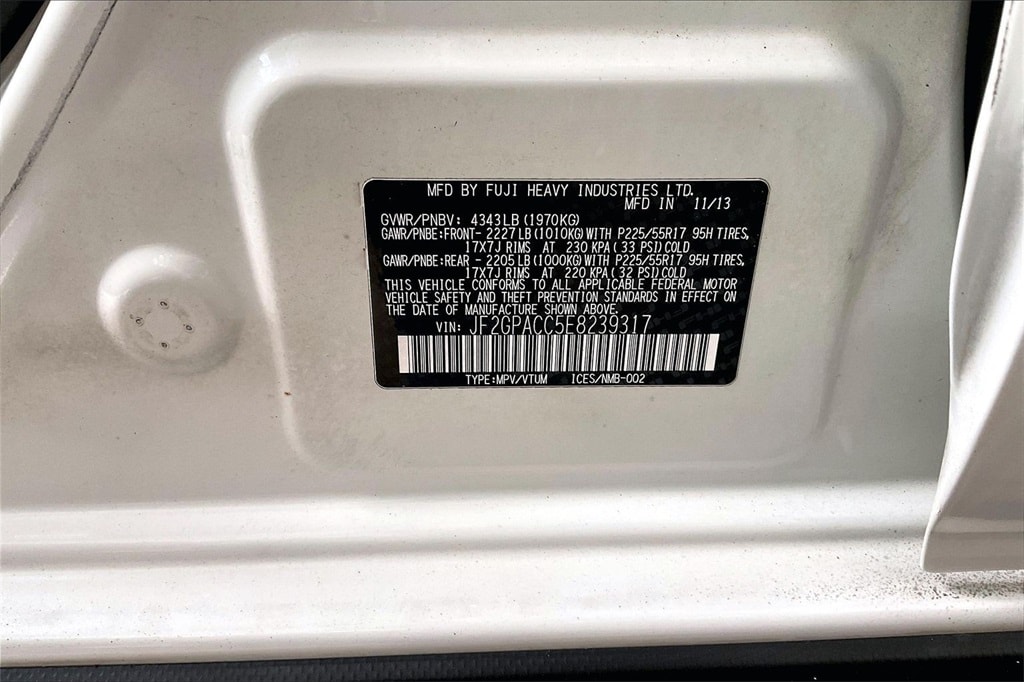 MFD BY FUJI HEAVY INDUSTRIES LTD.
MFD IN 11/13
GVWR/PNBV: 4343LB (1970KG)
GAWR/PNBE:FRONT- 2227LB (1010KG) WITH P225/55R17 95H TIRES,
17X7J RIMS AT 230 KPA (33 PSI) COLD
GAWR/PNBE:REAR - 2205LB (1000KG) WITH P225/55R17 95H TIRES,
17X7J RIMS AT 220 KPA (32 PSI) COLD
THIS VEHICLE CONFORMS TO ALL APPLICABLE FEDERAL MOTOR
VEHICLE SAFETY AND THEFT PREVENTION STANDARDS IN EFFECT ON
THE DATE OF MANUFACTURE SHOWN ABOVE.
VIN: JF2GPACC5E8239317
TYPE:MPV/VTUM ICES/NMB-002